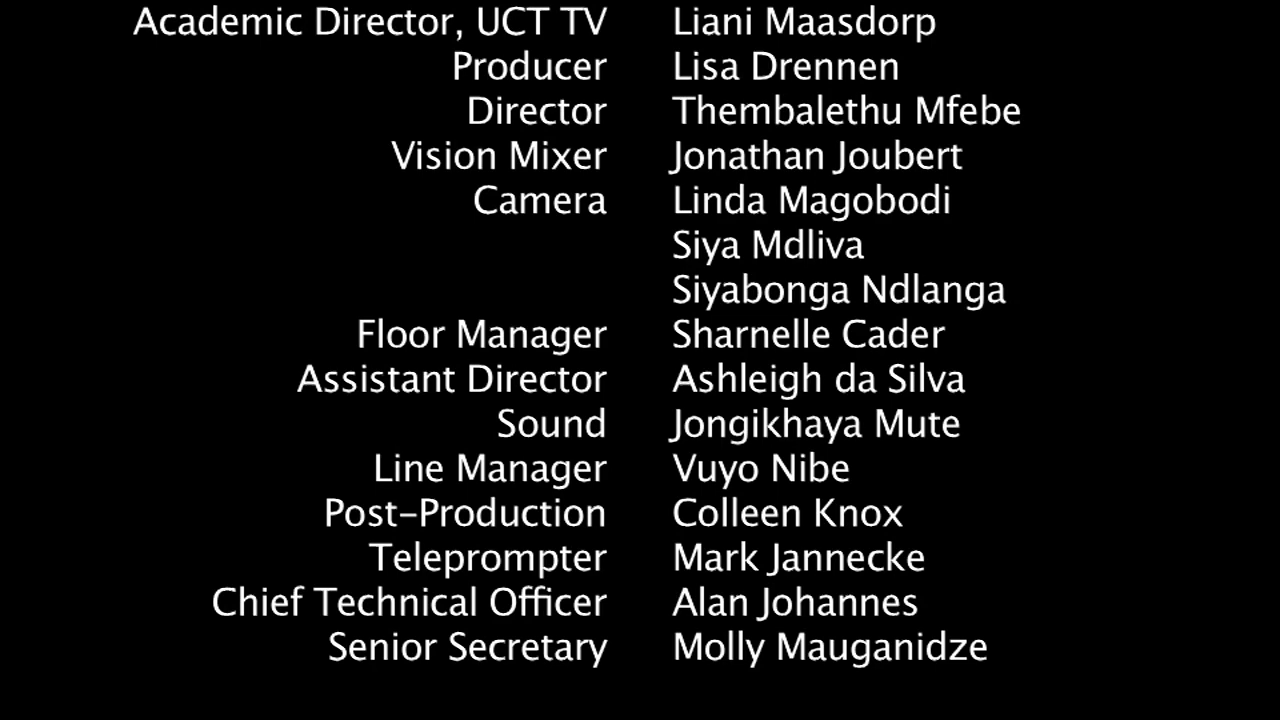 Academic Director, UCT TV Liani Maasdorp
Producer Lisa Drennen
Director Thembalethu Mfebe
Vision Mixer Jonathan Joubert
Camera Linda Magobodi
Siya Mdliva
Siyabonga Ndlanga
Floor Manager Sharnelle Cader
Assistant Director Ashleigh da Silva
Sound Jongikhaya Mute
Line Manager Vuyo Nibe
Post-Production Colleen Knox
Teleprompter Mark Jannecke
Chief Technical Officer Alan Johannes
Senior Secretary Molly Mauganidze